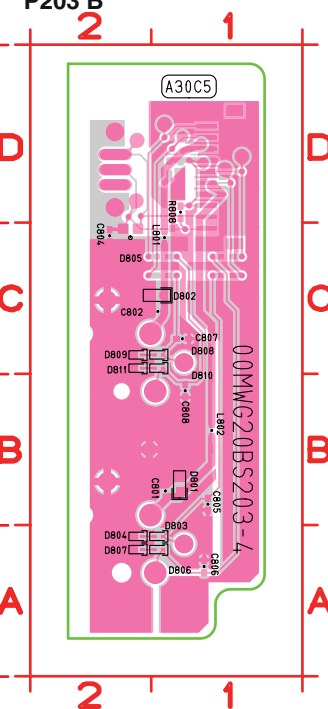 P203 B
2 1
A30C5
D D
R808
C804
L801
D805
C C
D802
C802
C807
D809 D808
D811 D810
C808
00MWG20BS203-4
L802
B B
D801
C801
C805
D803
D804
D807
C806
D806
A A
2 1